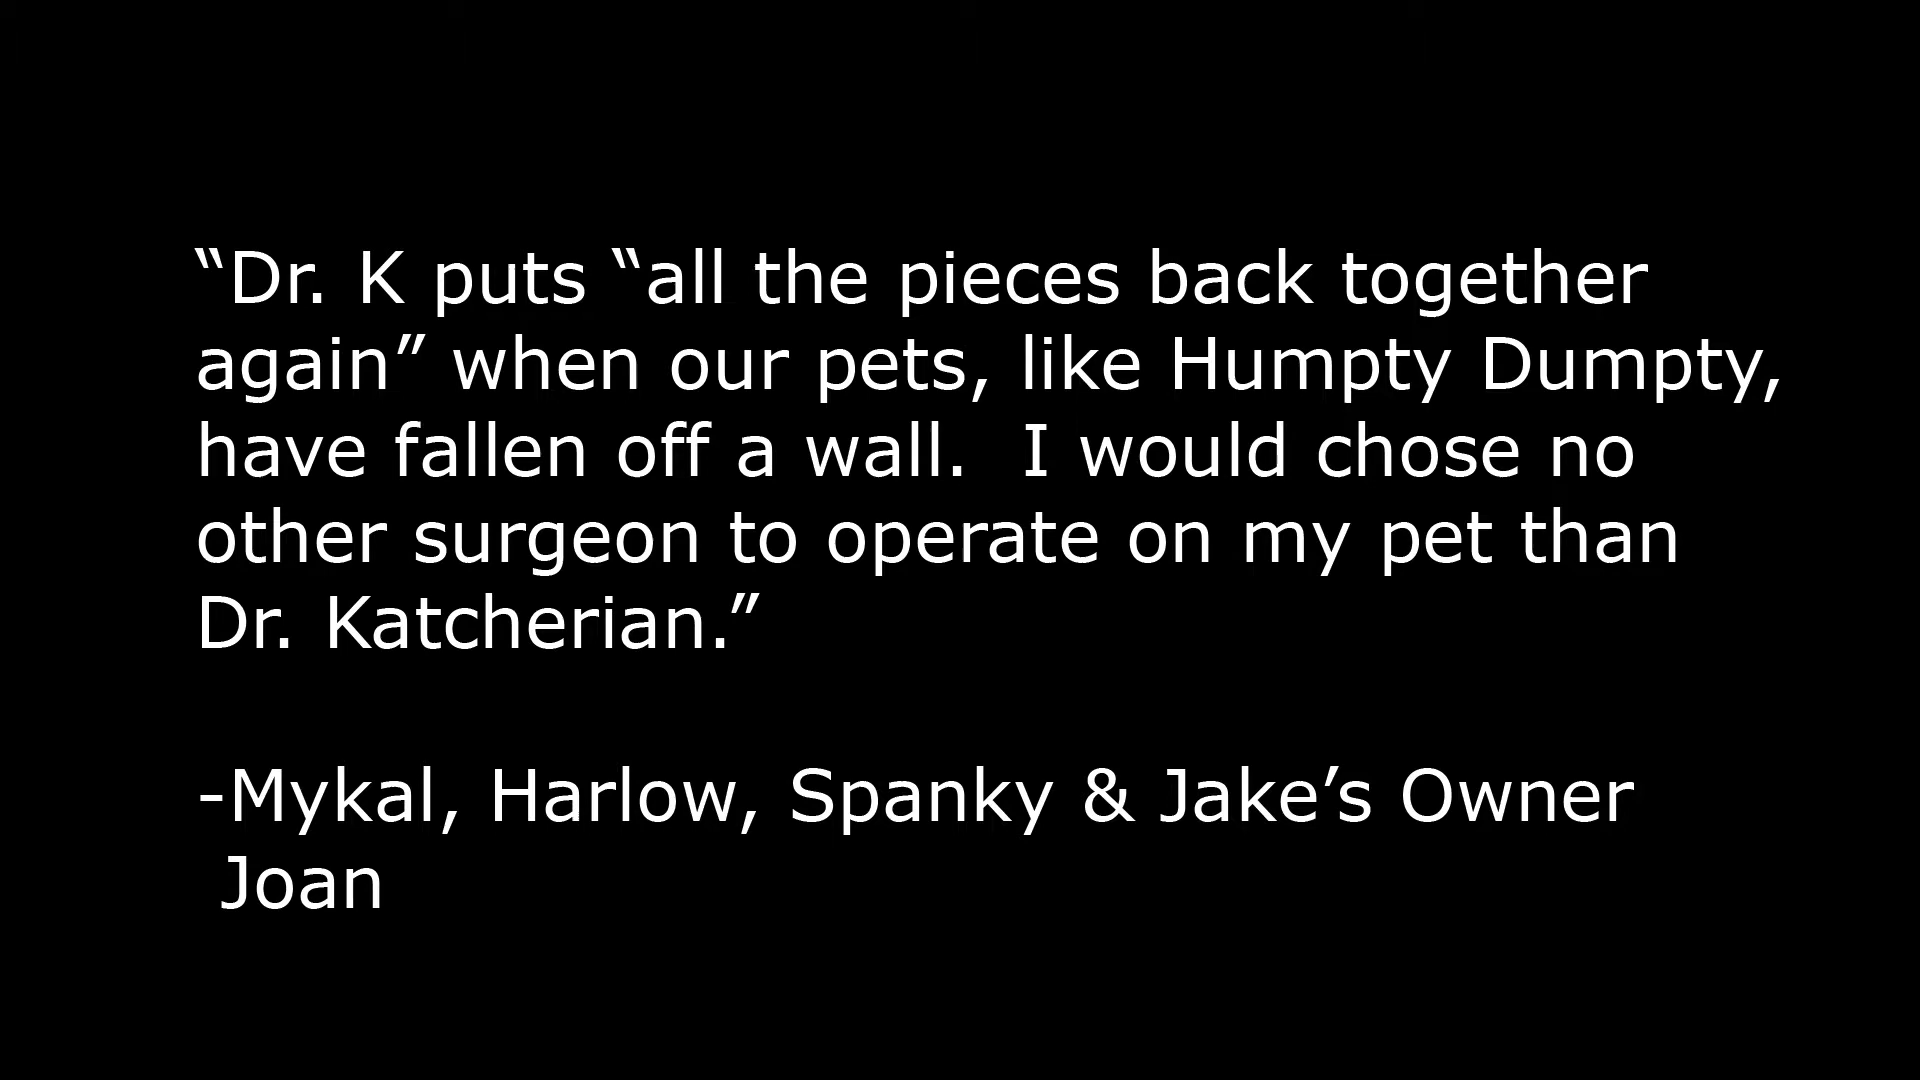 “Dr. K puts “all the pieces back together
again” when our pets, like Humpty Dumpty,
have fallen off a wall.  I would chose no
other surgeon to operate on my pet than
Dr. Katcherian.”
-Mykal, Harlow, Spanky & Jake’s Owner
Joan